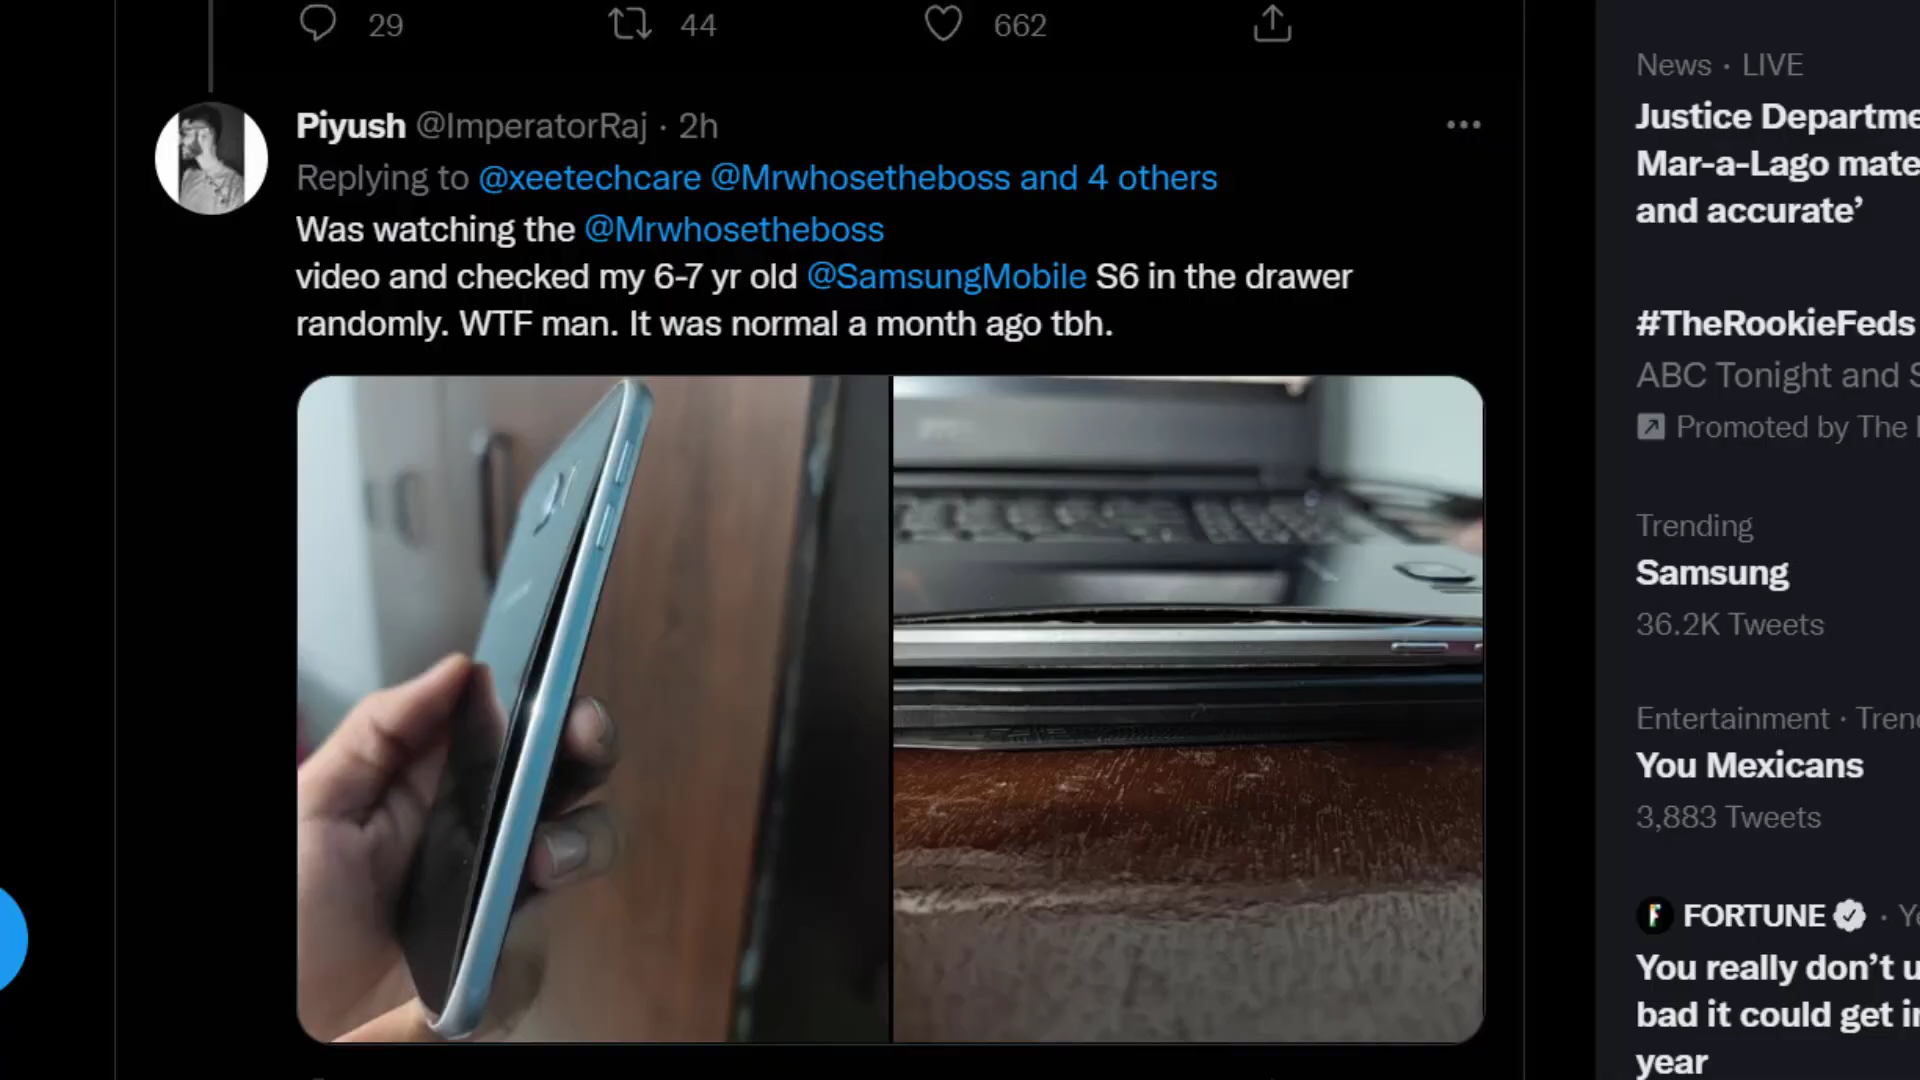 29 44 662
Piyush @ImperatorRaj · 2h
Replying to @xeetechcare @Mrwhosetheboss and 4 others
Was watching the @Mrwhosetheboss
video and checked my 6-7 yr old @SamsungMobile S6 in the drawer
randomly. WTF man. It was normal a month ago tbh.
News · LIVE
Justice Departme
Mar-a-Lago mate
and accurate’
#TheRookieFeds
ABC Tonight and S
Promoted by The
Trending
Samsung
36.2K Tweets
Entertainment · Tren
You Mexicans
3,883 Tweets
FORTUNE · Ye
You really don’t u
bad it could get in
year